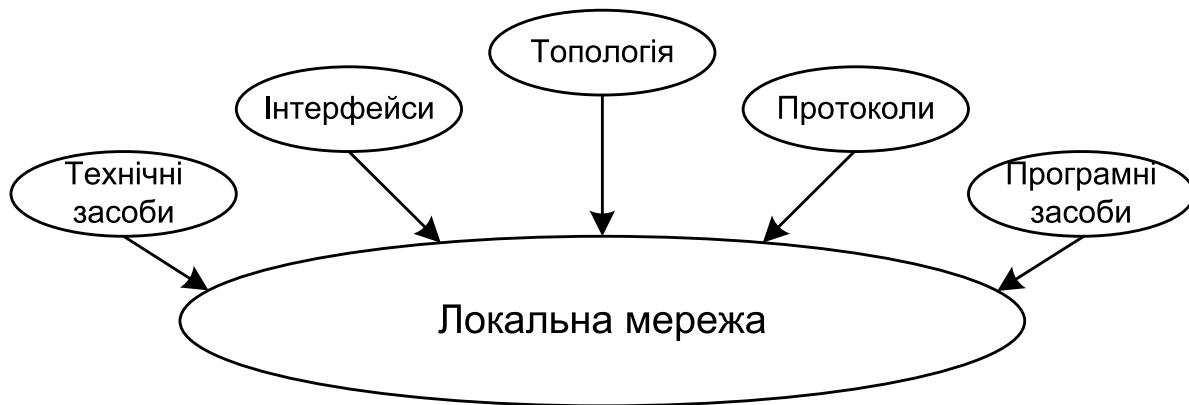 Топологія
Інтерфейси
Протоколи
Технічні
засоби
Програмні
засоби
Локальна мережа